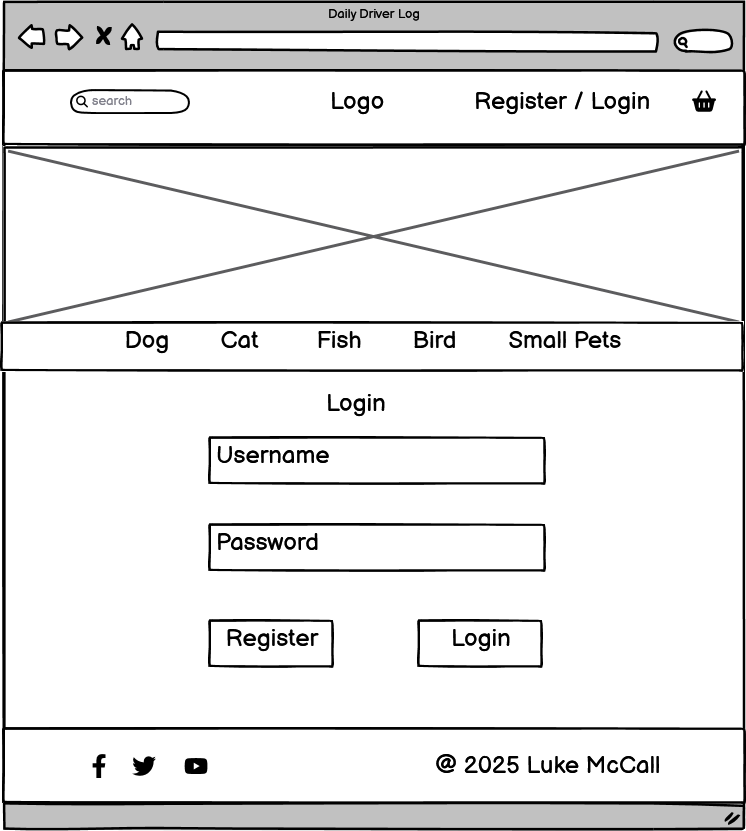 Daily Driver Log
search
Logo
Register / Login
Dog
Cat
Fish
Bird
Small Pets
Login
Username
Password
Register
Login
@ 2025 Luke McCall